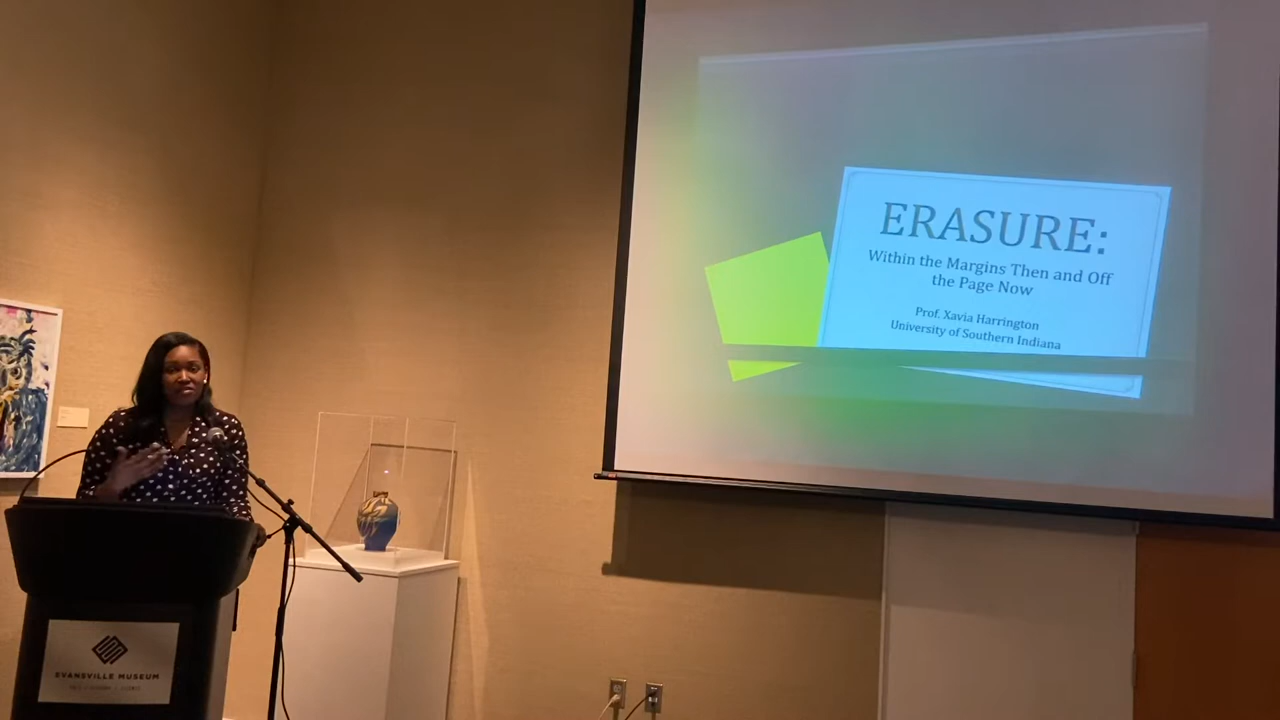 ERASURE:
Within the Margins Then and Off
the Page Now
Prof. Xavia Harrington
University of Southern Indiana
EVANSVILLE MUSEUM